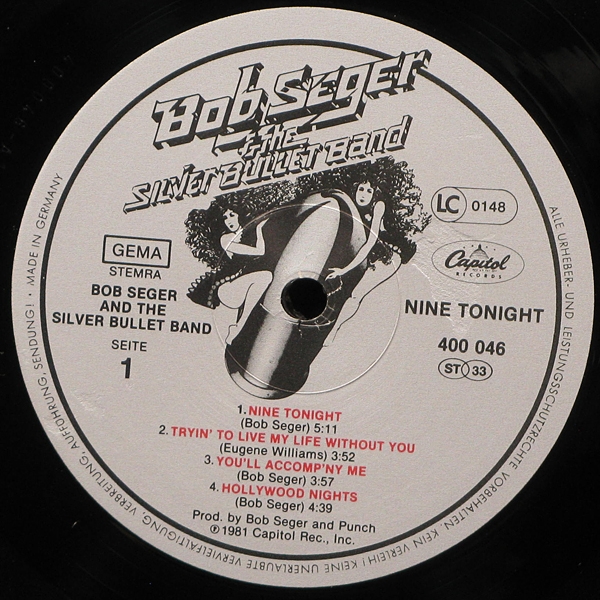 Bob Seger
& the
SILVER BULLET Band
LC 0148
GEMA
STEMRA
Capitol
RECORDS
BOB SEGER
AND THE
SILVER BULLET BAND
NINE TONIGHT
SEITE
1
400 046
ST 33
1. NINE TONIGHT
(Bob Seger) 5:11
2. TRYIN' TO LIVE MY LIFE WITHOUT YOU
(Eugene Williams) 3:52
3. YOU'LL ACCOMP'NY ME
(Bob Seger) 3:57
4. HOLLYWOOD NIGHTS
(Bob Seger) 4:39
Prod. by Bob Seger and Punch
℗ 1981 Capitol Rec., Inc.
ALLE URHEBER- UND LEISTUNGSSCHUTZRECHTE VORBEHALTEN. KEIN VERLEIH! KEINE UNERLAUBTE VERVIELFÄLTIGUNG, VERBREITUNG, AUFFÜHRUNG, SENDUNG! · MADE IN GERMANY